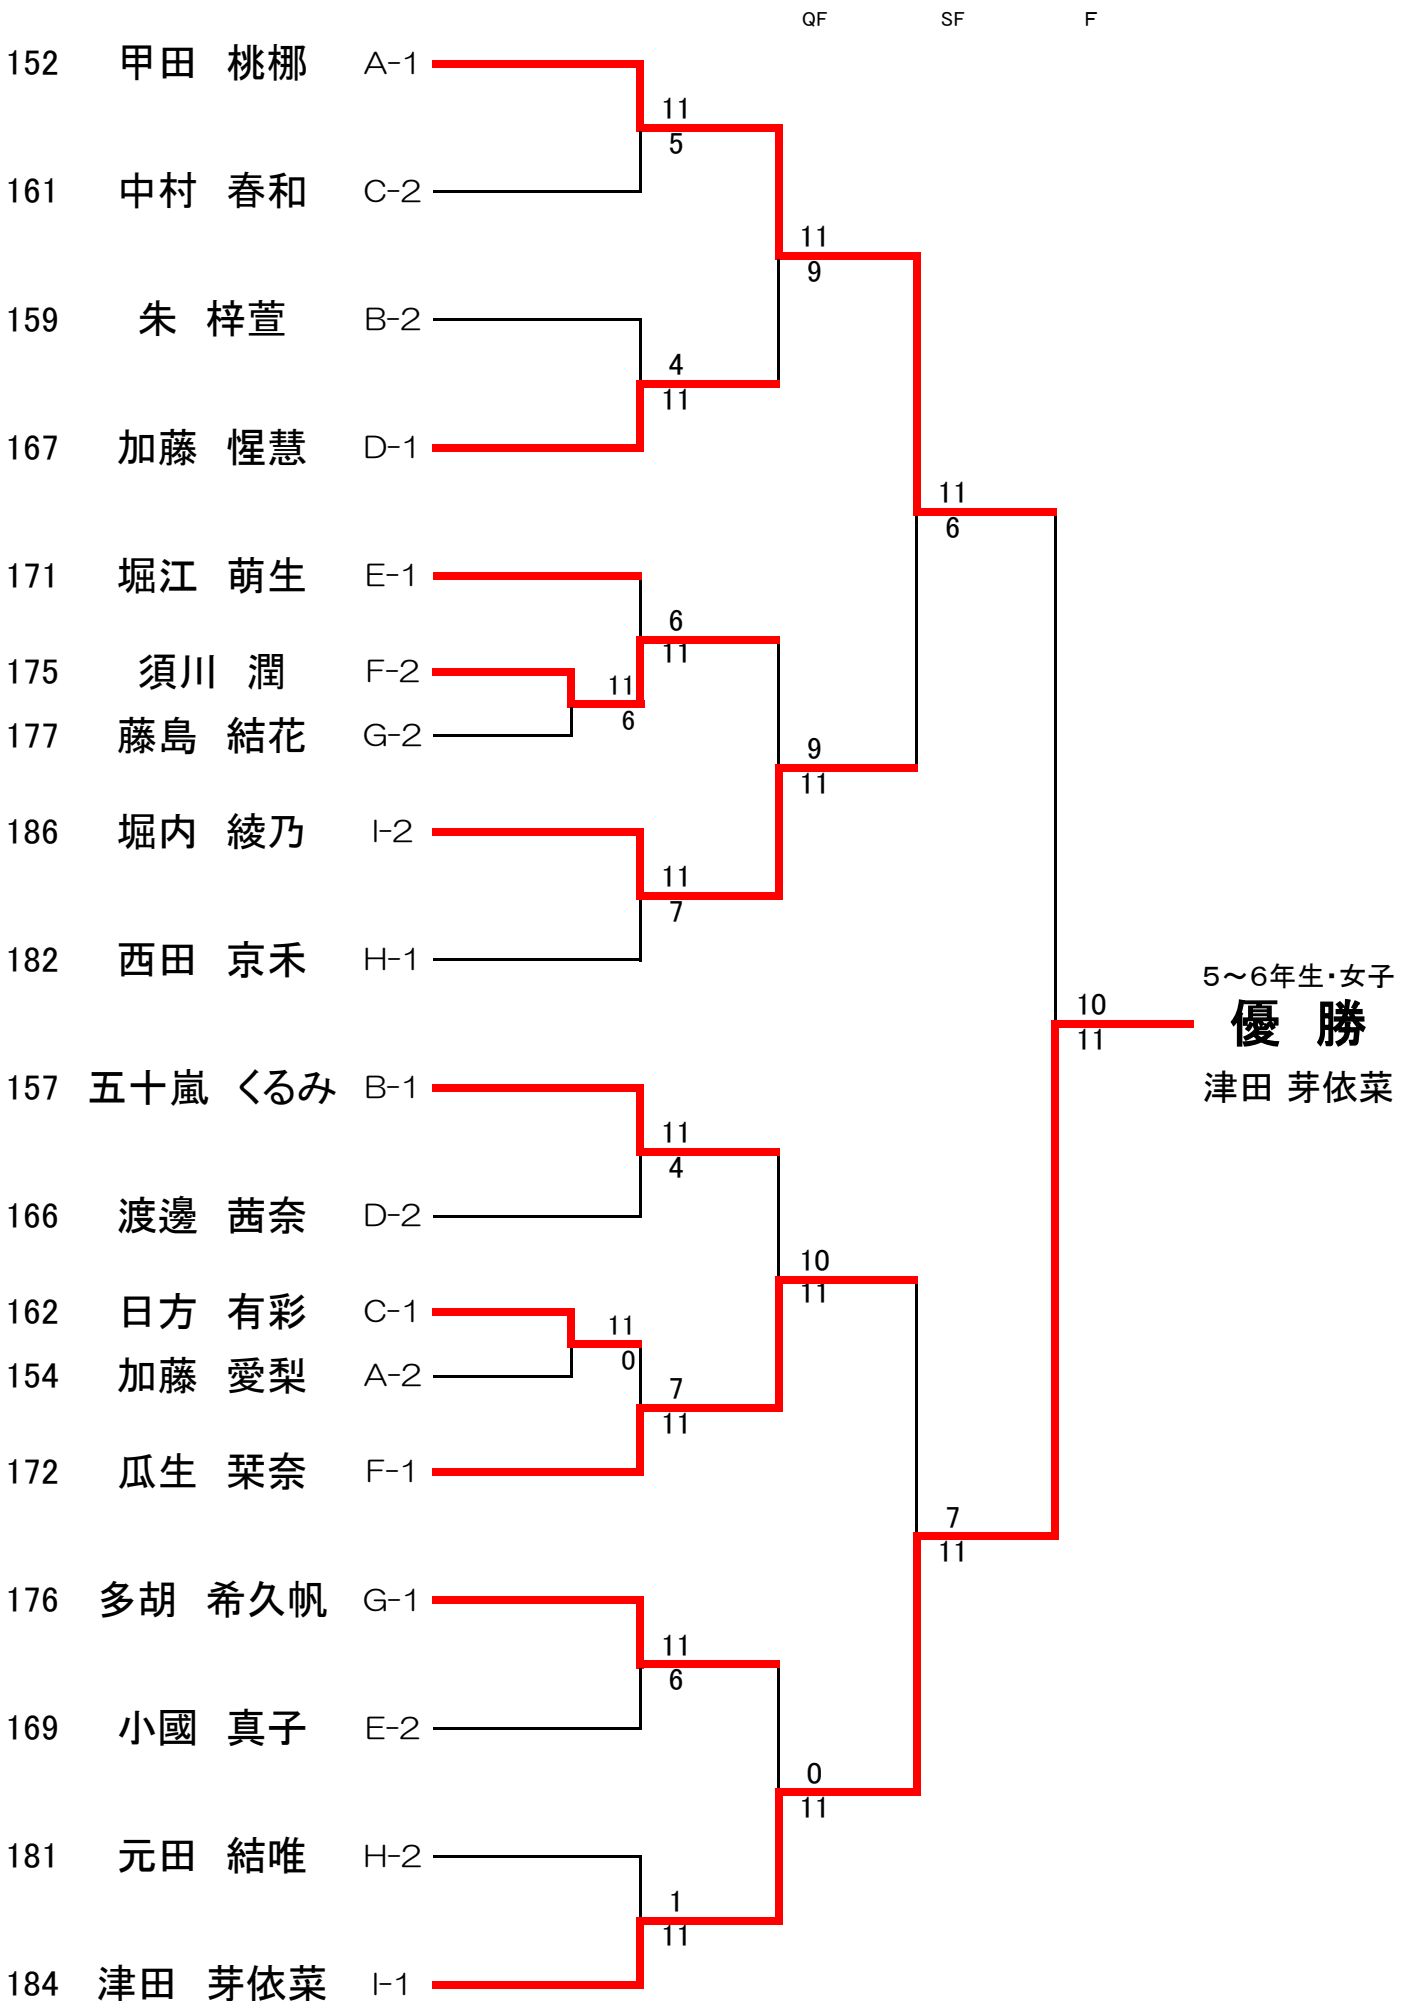 QF SF F
152 甲田 桃梛 A-1
11
5
161 中村 春和 C-2
11
9
159 朱 梓萱 B-2
4
11
167 加藤 惺慧 D-1
11
6
171 堀江 萌生 E-1
6
11
175 須川 潤 F-2
11
6
177 藤島 結花 G-2
9
11
186 堀内 綾乃 I-2
11
7
182 西田 京禾 H-1
5～6年生・女子
10
11
優 勝
津田 芽依菜
157 五十嵐 くるみ B-1
11
4
166 渡邊 茜奈 D-2
10
11
162 日方 有彩 C-1
11
0
154 加藤 愛梨 A-2
7
11
172 瓜生 栞奈 F-1
7
11
176 多胡 希久帆 G-1
11
6
169 小國 真子 E-2
0
11
181 元田 結唯 H-2
1
11
184 津田 芽依菜 I-1